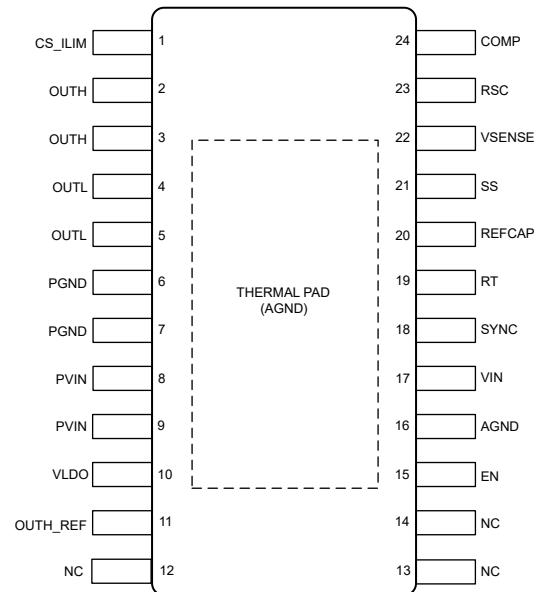 CS_ILIM 1 24 COMP
OUTH 2 23 RSC
OUTH 3 22 VSENSE
OUTL 4 21 SS
OUTL 5 20 REFCAP
PGND 6 19 RT
PGND 7 18 SYNC
PVIN 8 17 VIN
PVIN 9 16 AGND
VLDO 10 15 EN
OUTH_REF 11 14 NC
NC 12 13 NC
THERMAL PAD
(AGND)